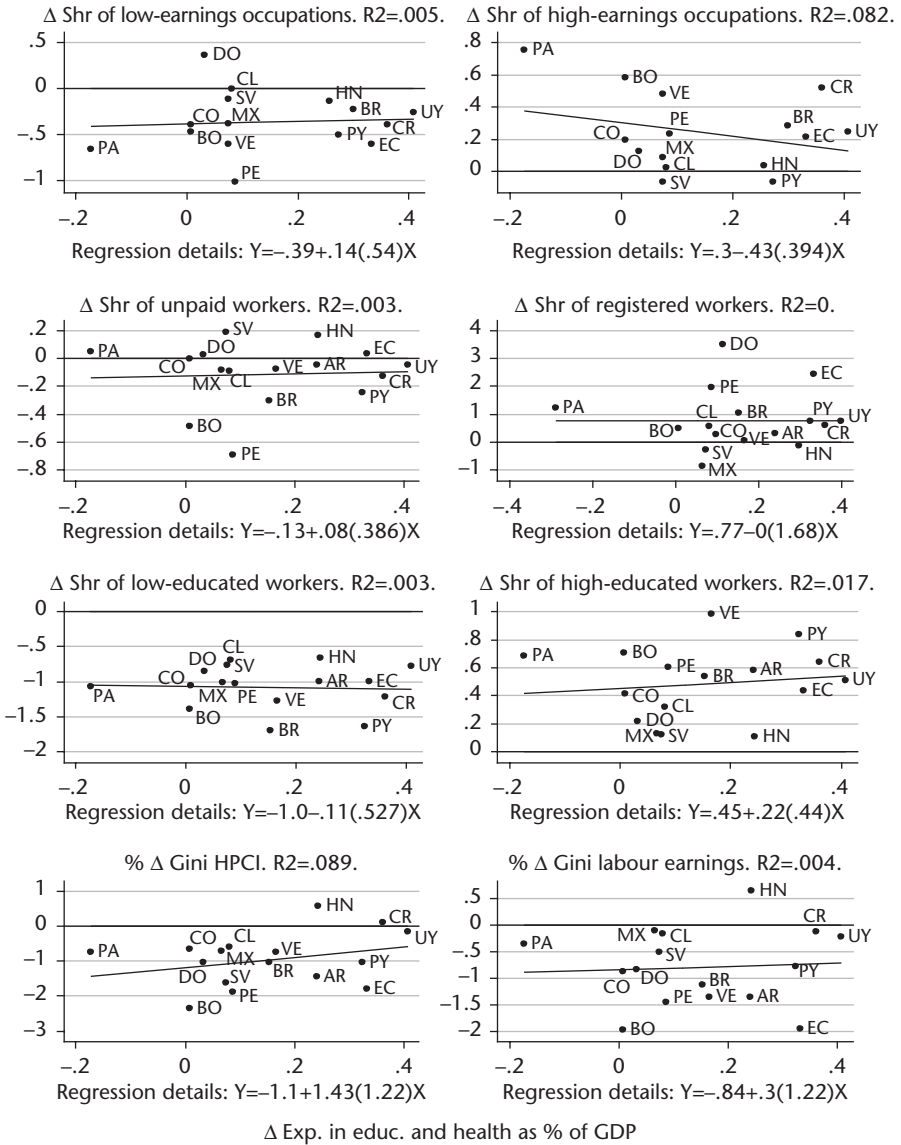 Δ Shr of low-earnings occupations. R2=.005.
.5
0
−.5
−1
DO
CL
SV
HN
BR
UY
CO
MX
CR
BO
VE
PY
EC
PA
PE
−.2 0 .2 .4
Regression details: Y=−.39+.14(.54)X
Δ Shr of high-earnings occupations. R2=.082.
.8
.6
.4
.2
0
PA
BO
VE
CR
PE
BR
CO
EC
UY
DO
MX
CL
HN
SV
PY
−.2 0 .2 .4
Regression details: Y=.3−.43(.394)X
Δ Shr of unpaid workers. R2=.003.
.2
0
−.2
−.4
−.6
−.8
SV
HN
PA
DO
EC
CO
VE
AR
UY
MX
CL
CR
BR
PY
BO
PE
−.2 0 .2 .4
Regression details: Y=−.13+.08(.386)X
Δ Shr of registered workers. R2=0.
4
3
2
1
0
−1
DO
EC
PE
PA
CL
BR
PY
UY
BO
CO
VE
AR
CR
SV
HN
MX
−.4 −.2 0 .2 .4
Regression details: Y=.77−0(1.68)X
Δ Shr of low-educated workers. R2=.003.
0
−.5
−1
−1.5
−2
CL
DO
SV
HN
UY
CO
AR
EC
PA
MX
PE
VE
CR
BO
BR
PY
−.2 0 .2 .4
Regression details: Y=−1.0−.11(.527)X
Δ Shr of high-educated workers. R2=.017.
1
.8
.6
.4
.2
0
VE
PY
PA
BO
PE
BR
AR
CR
UY
CO
EC
CL
DO
MX
SV
HN
−.2 0 .2 .4
Regression details: Y=.45+.22(.44)X
% Δ Gini HPCI. R2=.089.
1
0
−1
−2
−3
HN
CR
UY
PA
CO
CL
VE
MX
DO
BR
PY
SV
AR
PE
EC
BO
−.2 0 .2 .4
Regression details: Y=−1.1+1.43(1.22)X
% Δ Gini labour earnings. R2=.004.
.5
0
−.5
−1
−1.5
−2
HN
CR
MX
CL
UY
PA
SV
PY
CO
DO
BR
PE
VE
AR
BO
EC
−.2 0 .2 .4
Regression details: Y=−.84+.3(1.22)X
Δ Exp. in educ. and health as % of GDP